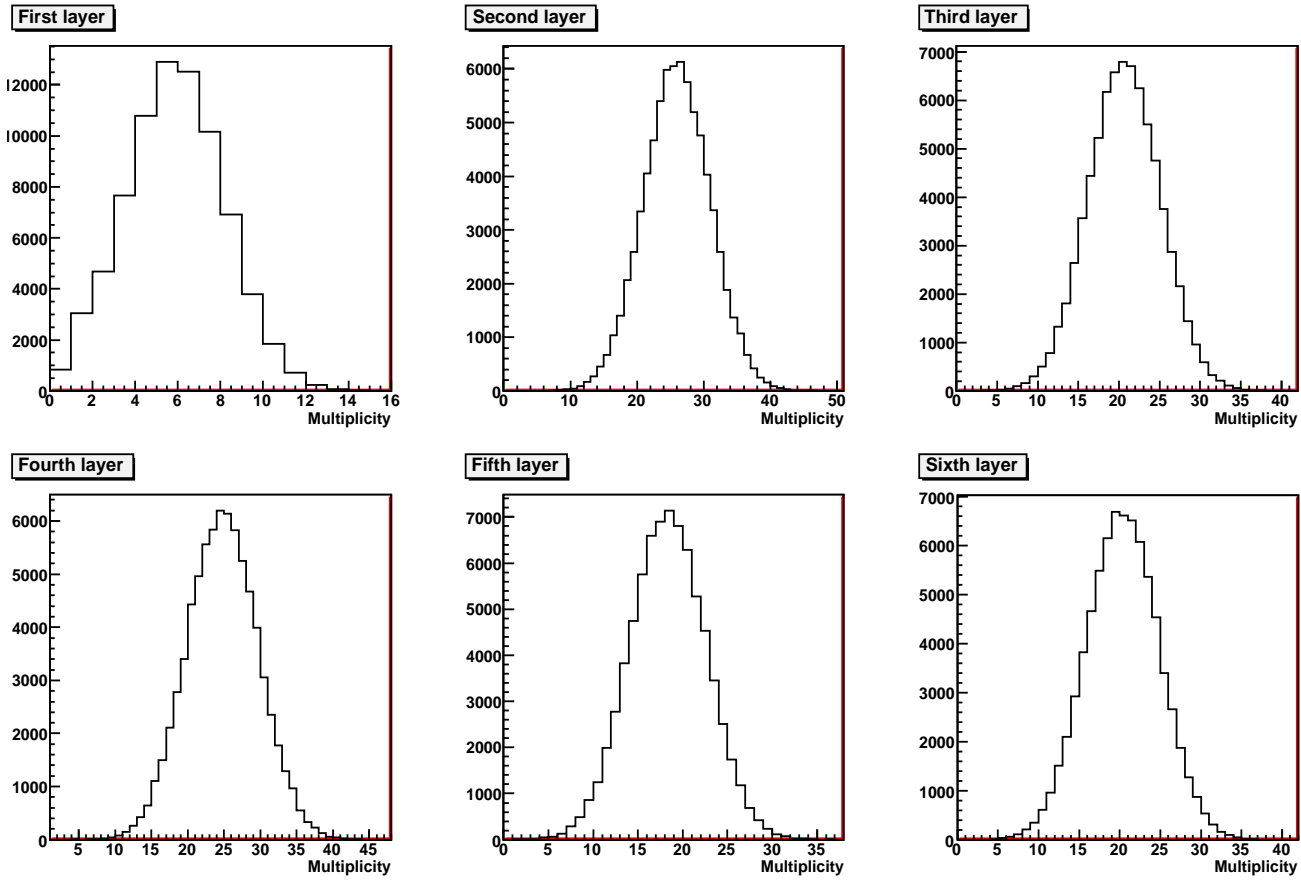 First layer
12000
10000
8000
6000
4000
2000
0
0 2 4 6 8 10 12 14 16
Multiplicity
Second layer
6000
5000
4000
3000
2000
1000
0
0 10 20 30 40 50
Multiplicity
Third layer
7000
6000
5000
4000
3000
2000
1000
0
0 5 10 15 20 25 30 35 40
Multiplicity
Fourth layer
6000
5000
4000
3000
2000
1000
0
5 10 15 20 25 30 35 40 45
Multiplicity
Fifth layer
7000
6000
5000
4000
3000
2000
1000
0
0 5 10 15 20 25 30 35
Multiplicity
Sixth layer
7000
6000
5000
4000
3000
2000
1000
0
0 5 10 15 20 25 30 35 40
Multiplicity